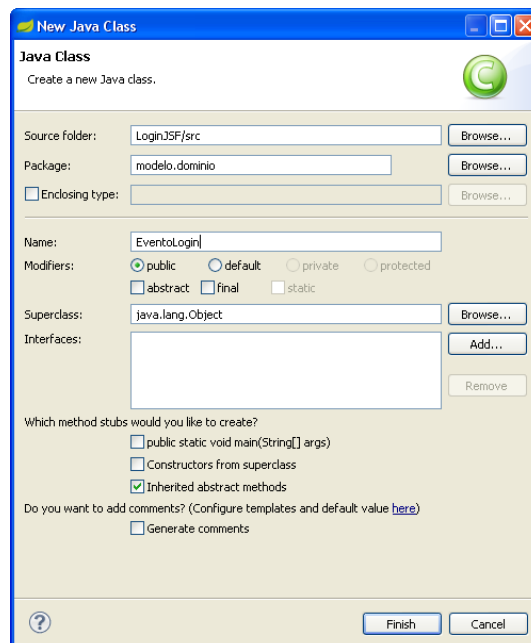 New Java Class
Java Class
Create a new Java class.
Source folder: LoginJSF/src Browse...
Package: modelo.dominio Browse...
Enclosing type: Browse...
Name: EventoLogin
Modifiers: public default private protected
abstract final static
Superclass: java.lang.Object Browse...
Interfaces: Add...
Remove
Which method stubs would you like to create?
public static void main(String[] args)
Constructors from superclass
Inherited abstract methods
Do you want to add comments? (Configure templates and default value here)
Generate comments
? Finish Cancel